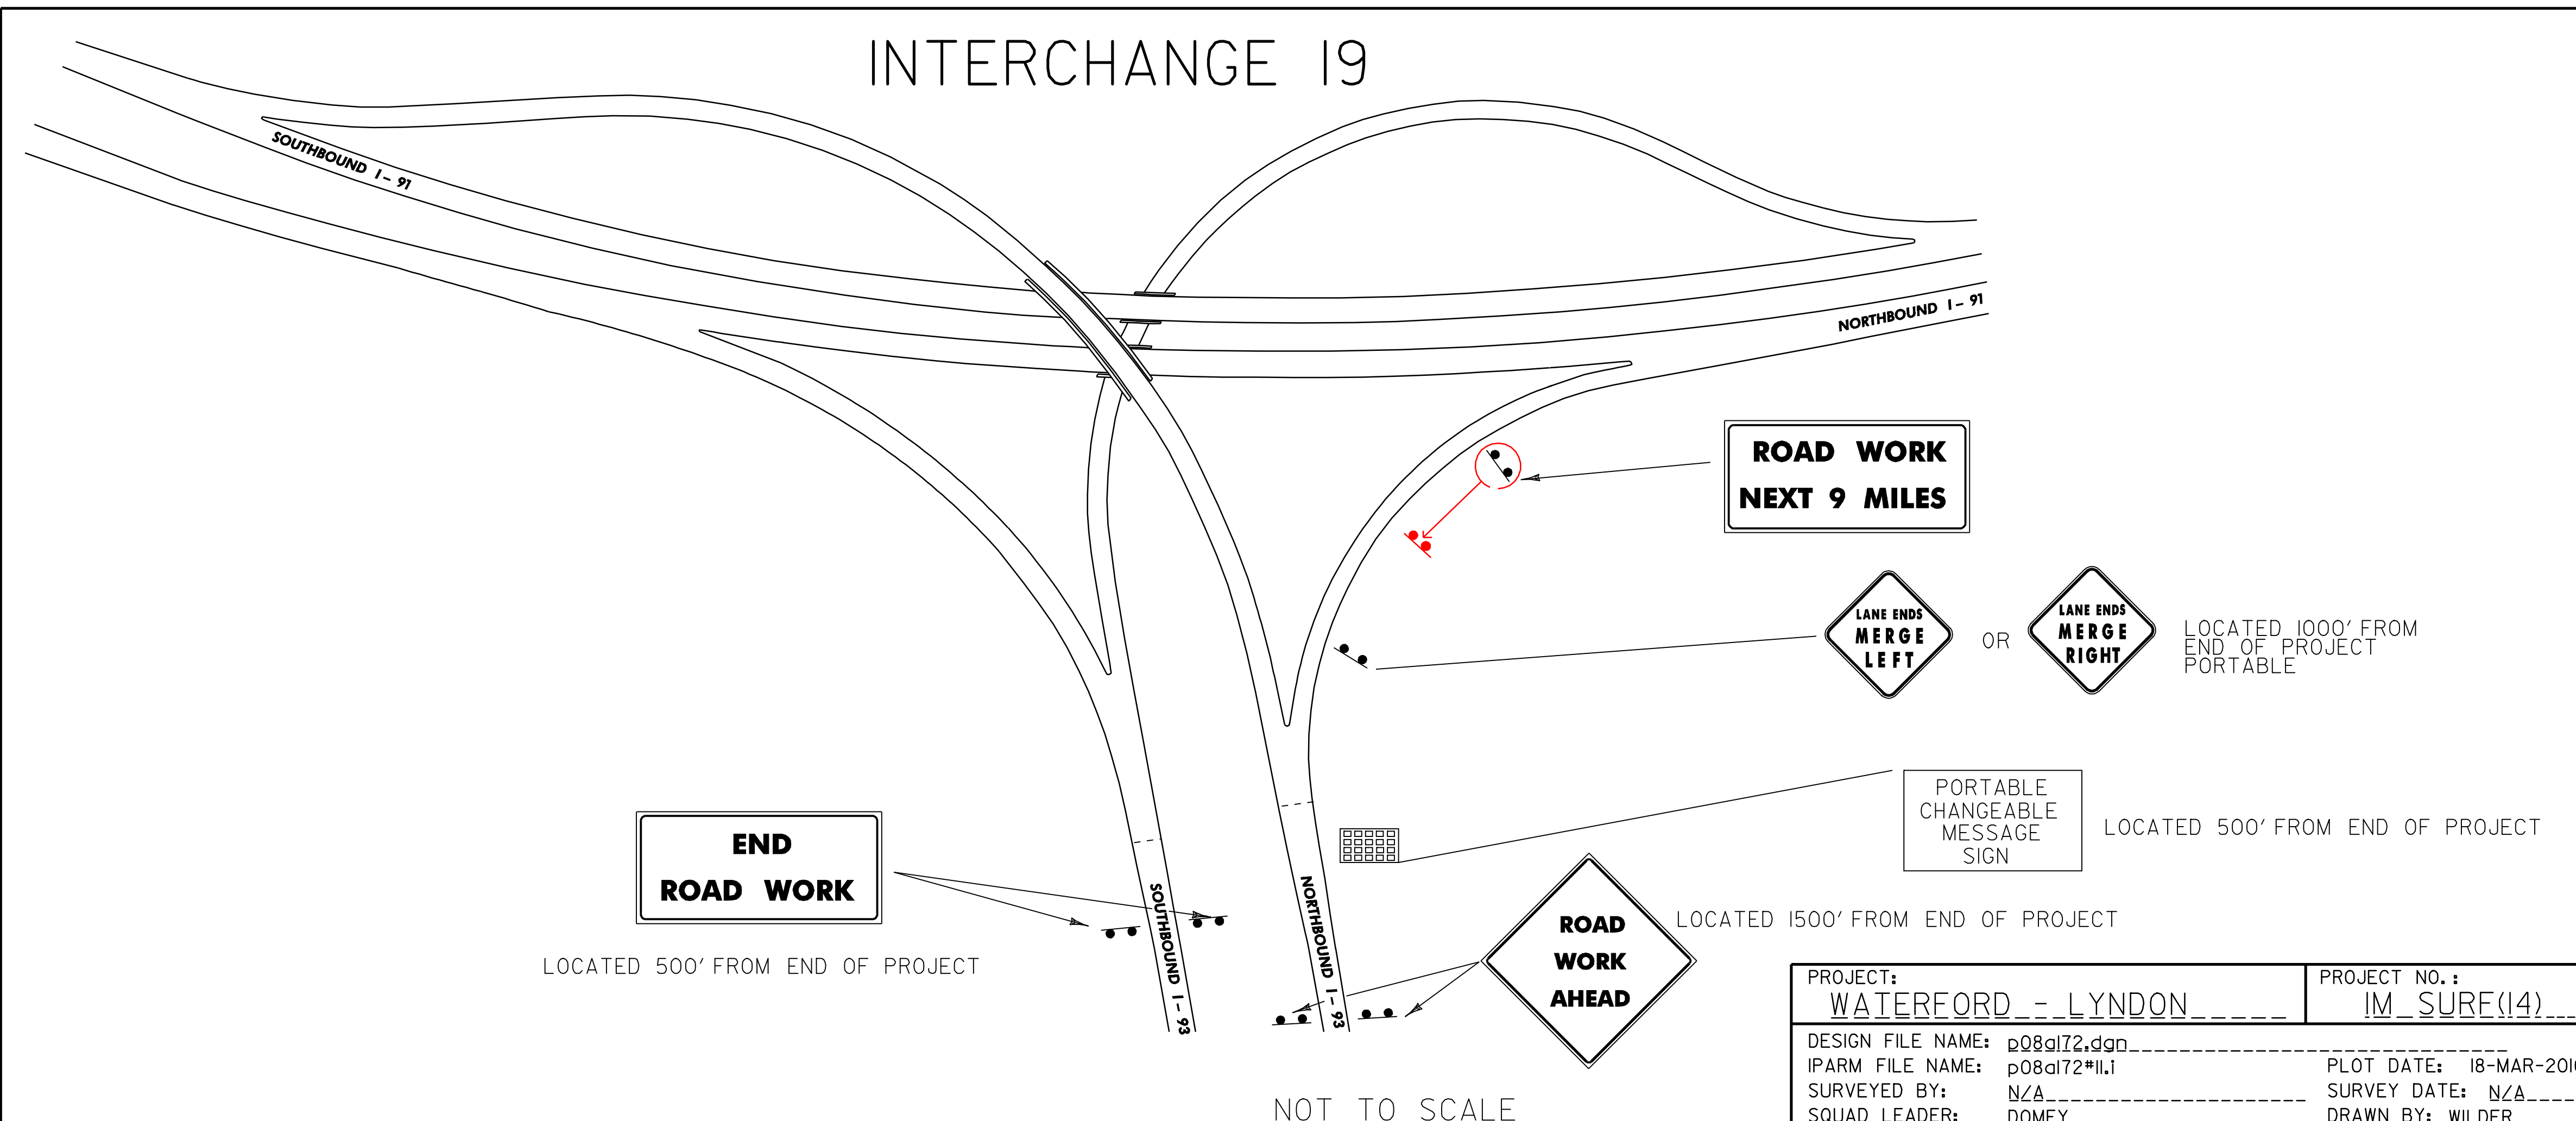 INTERCHANGE 19
SOUTHBOUND I-91
NORTHBOUND I-91
ROAD WORK
NEXT 9 MILES
LANE ENDS
MERGE
LEFT
OR
LANE ENDS
MERGE
RIGHT
LOCATED 1000' FROM
END OF PROJECT
PORTABLE
PORTABLE
CHANGEABLE
MESSAGE
SIGN
LOCATED 500' FROM END OF PROJECT
END
ROAD WORK
LOCATED 500' FROM END OF PROJECT
SOUTHBOUND I-93
NORTHBOUND I-93
ROAD
WORK
AHEAD
LOCATED 1500' FROM END OF PROJECT
NOT TO SCALE
PROJECT:
WATERFORD - LYNDON
PROJECT NO.:
IM SURF(14)
DESIGN FILE NAME: p08a172.dgn
IPARM FILE NAME: p08a172#11.i
PLOT DATE: 18-MAR-201
SURVEYED BY: N/A
SURVEY DATE: N/A
SQUAD LEADER: DOMEY
DRAWN BY: WILDER